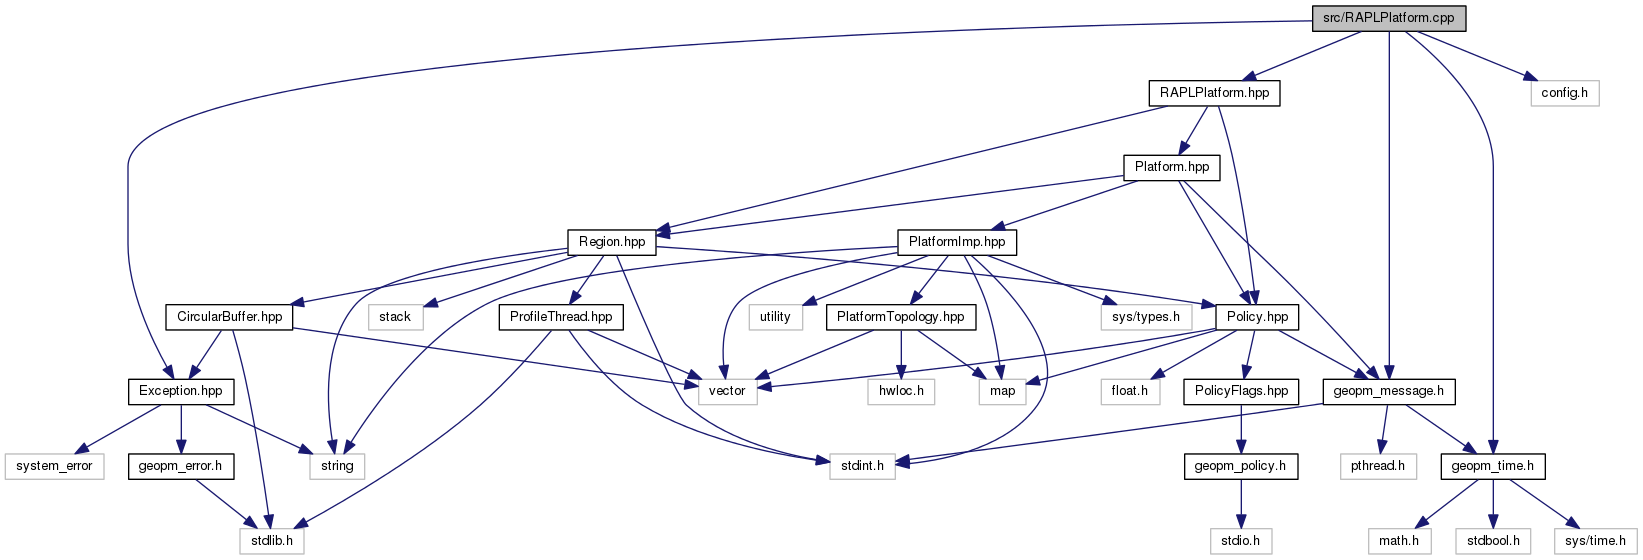 src/RAPLPlatform.cpp
RAPLPlatform.hpp
config.h
Platform.hpp
Region.hpp
PlatformImp.hpp
CircularBuffer.hpp
stack
ProfileThread.hpp
utility
PlatformTopology.hpp
sys/types.h
Policy.hpp
Exception.hpp
vector
hwloc.h
map
float.h
PolicyFlags.hpp
geopm_message.h
system_error
geopm_error.h
string
stdint.h
geopm_policy.h
pthread.h
geopm_time.h
stdlib.h
stdio.h
math.h
stdbool.h
sys/time.h